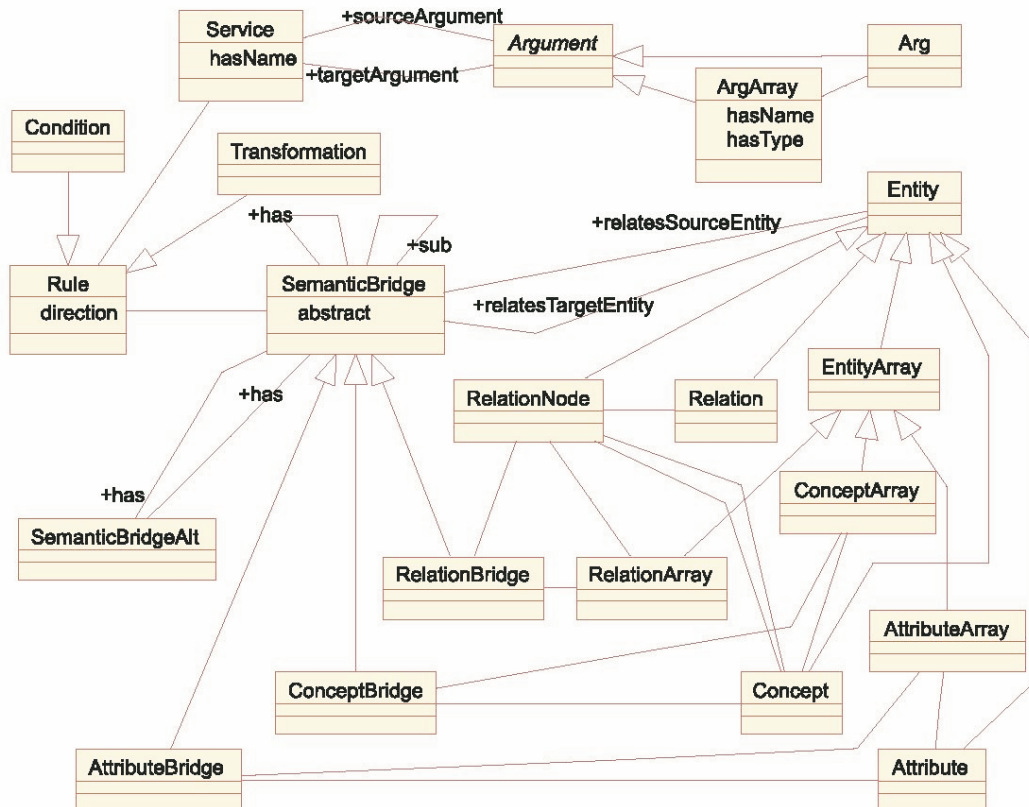 +sourceArgument
Service
hasName
Argument
Arg
+targetArgument
ArgArray
hasName
hasType
Condition
Transformation
Entity
+has
+relatesSourceEntity
+sub
Rule
direction
SemanticBridge
abstract
+relatesTargetEntity
EntityArray
RelationNode
Relation
+has
ConceptArray
+has
SemanticBridgeAlt
RelationBridge
RelationArray
AttributeArray
ConceptBridge
Concept
AttributeBridge
Attribute